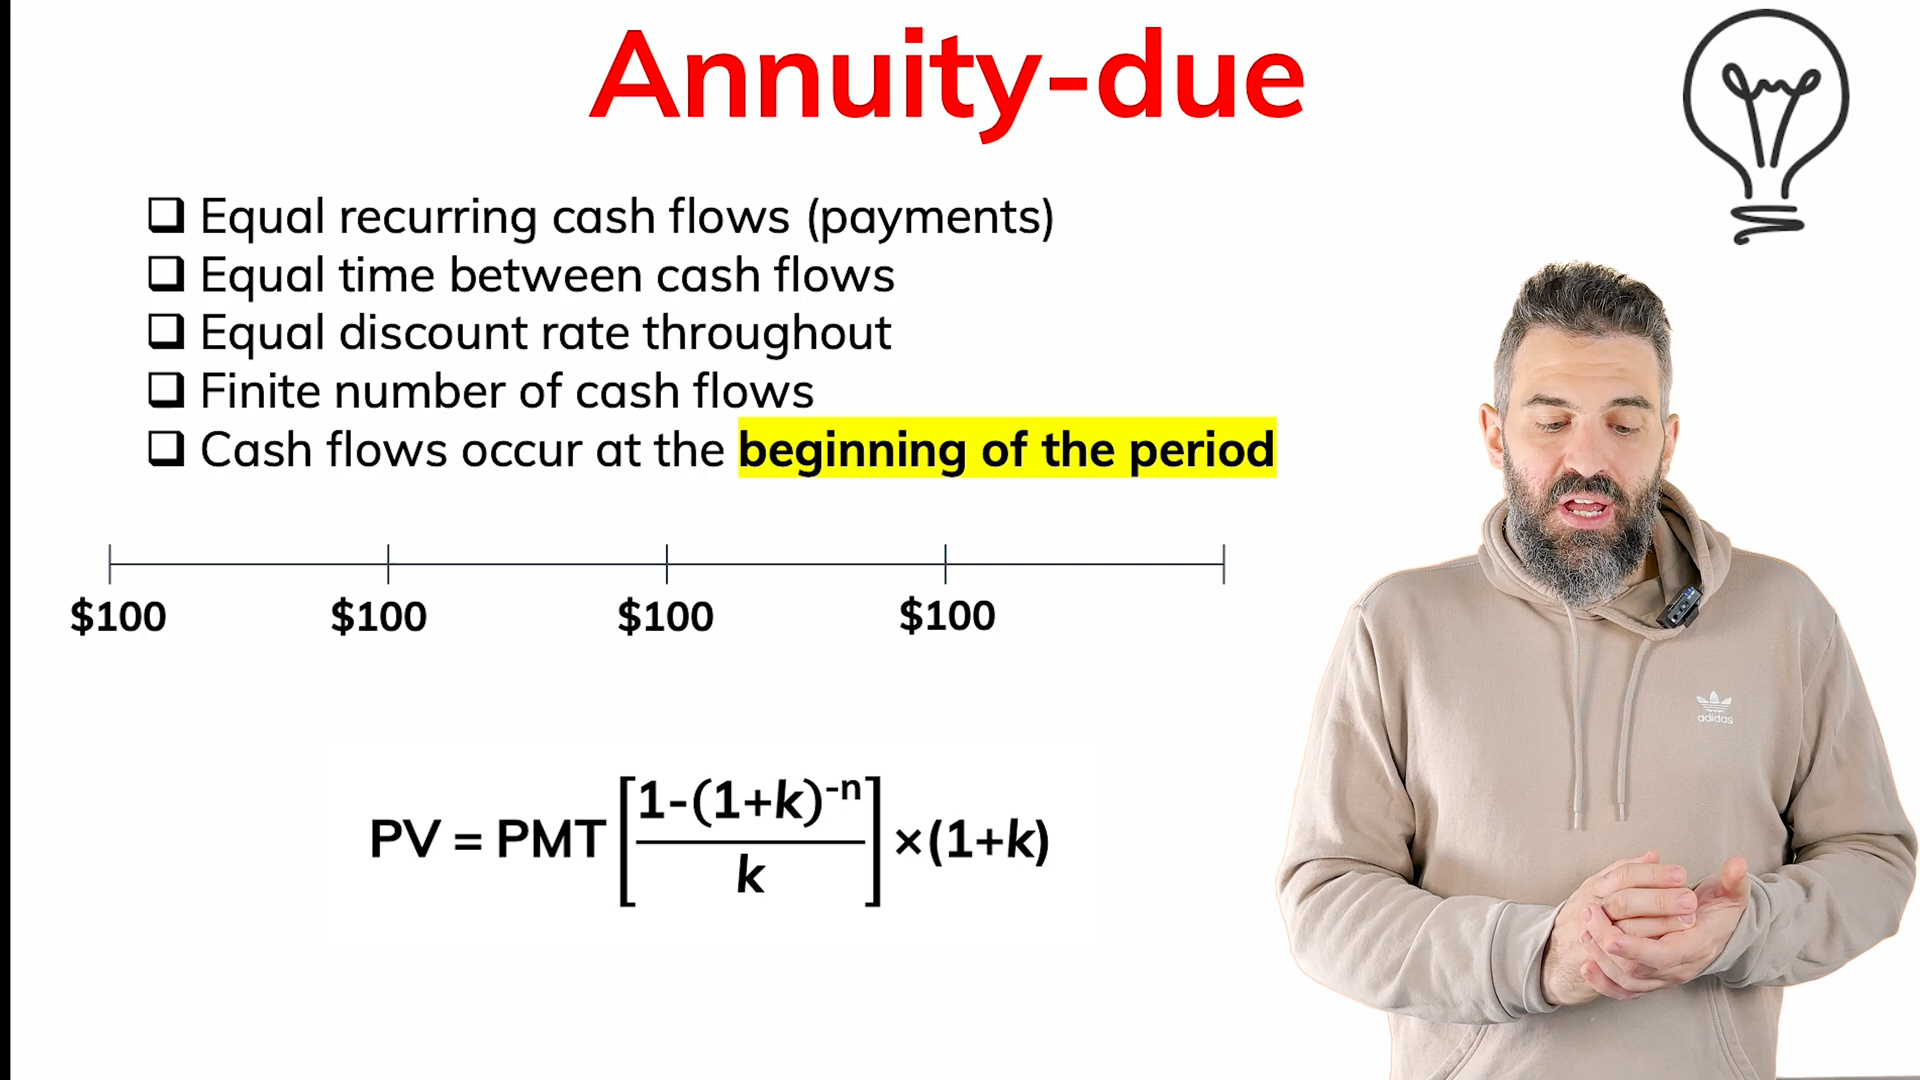 Annuity-due
❑ Equal recurring cash flows (payments)
❑ Equal time between cash flows
❑ Equal discount rate throughout
❑ Finite number of cash flows
❑ Cash flows occur at the beginning of the period
$100 $100 $100 $100
PV = PMT [1-(1+k)⁻ⁿ / k] ×(1+k)
adidas